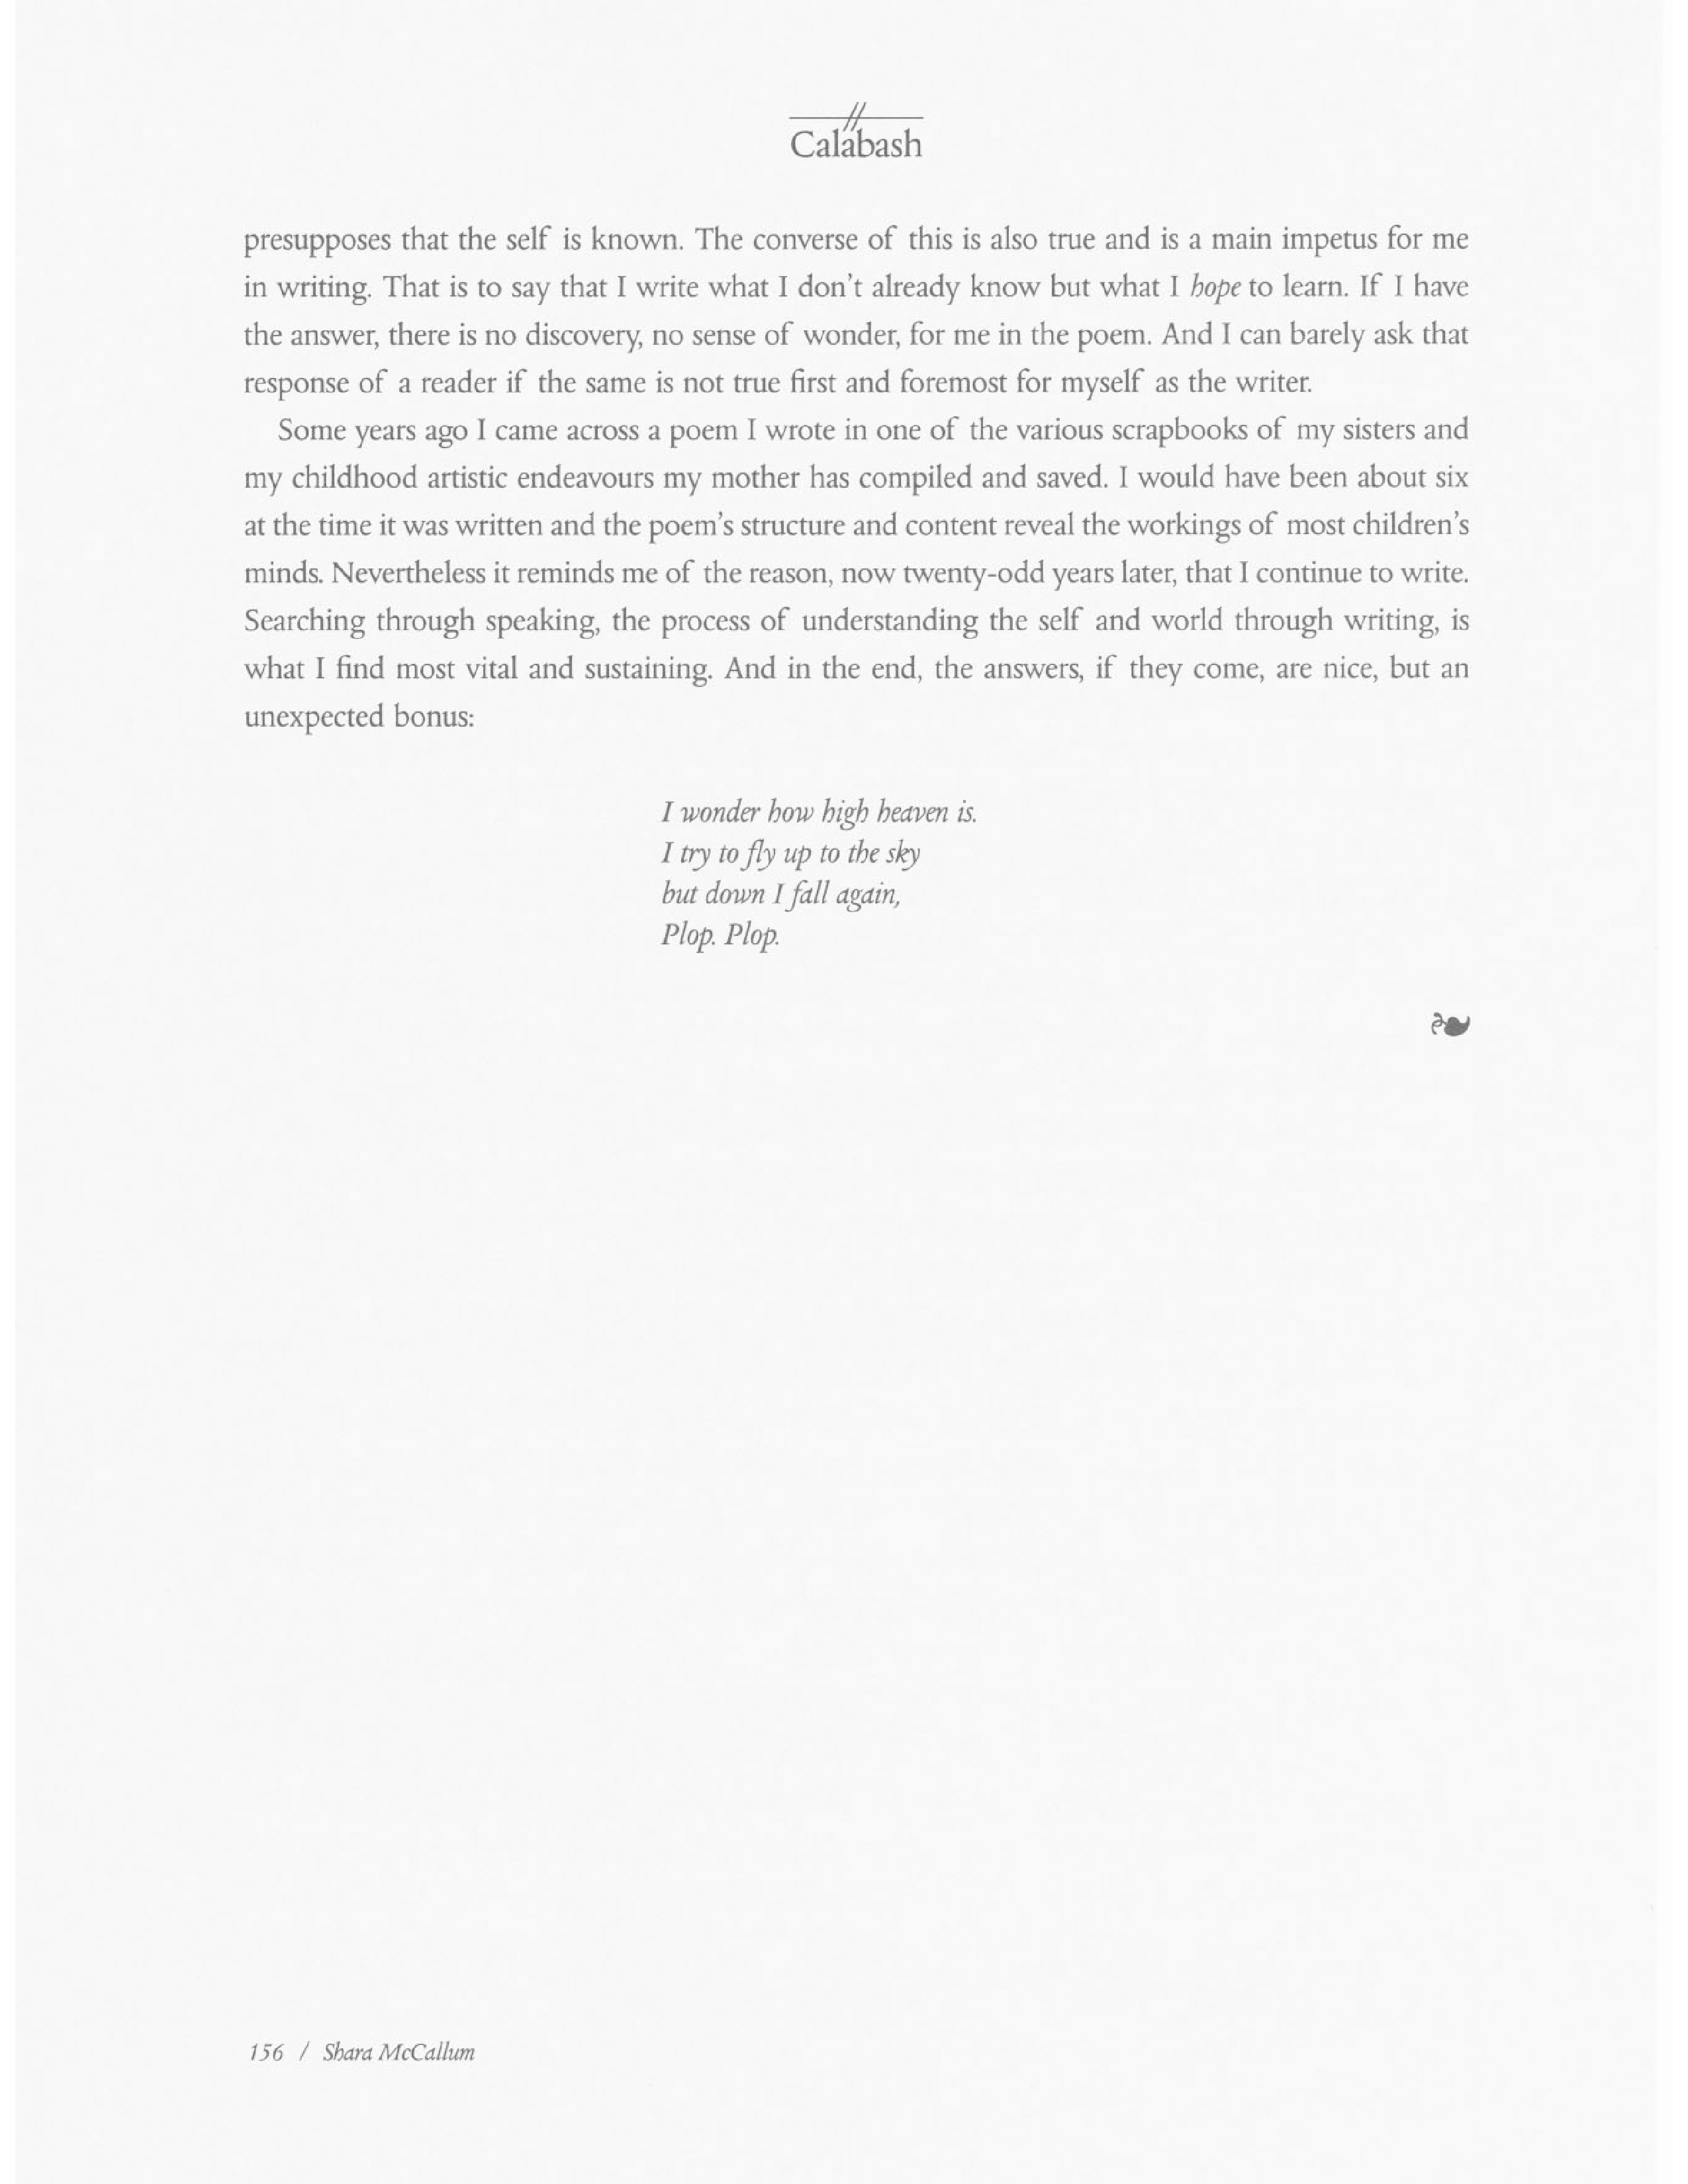 Calabash
presupposes that the self is known. The converse of this is also true and is a main impetus for me
in writing. That is to say that I write what I don't already know but what I hope to learn. If I have
the answer, there is no discovery, no sense of wonder, for me in the poem. And I can barely ask that
response of a reader if the same is not true first and foremost for myself as the writer.
Some years ago I came across a poem I wrote in one of the various scrapbooks of my sisters and
my childhood artistic endeavours my mother has compiled and saved. I would have been about six
at the time it was written and the poem's structure and content reveal the workings of most children's
minds. Nevertheless it reminds me of the reason, now twenty-odd years later, that I continue to write.
Searching through speaking, the process of understanding the self and world through writing, is
what I find most vital and sustaining. And in the end, the answers, if they come, are nice, but an
unexpected bonus:
I wonder how high heaven is.
I try to fly up to the sky
but down I fall again,
Plop. Plop.
156 / Shara McCallum